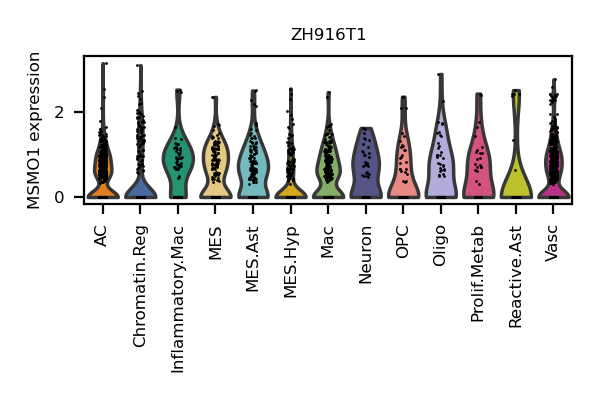 ZH916T1
MSMO1 expression
2
0
AC
Chromatin.Reg
Inflammatory.Mac
MES
MES.Ast
MES.Hyp
Mac
Neuron
OPC
Oligo
Prolif.Metab
Reactive.Ast
Vasc